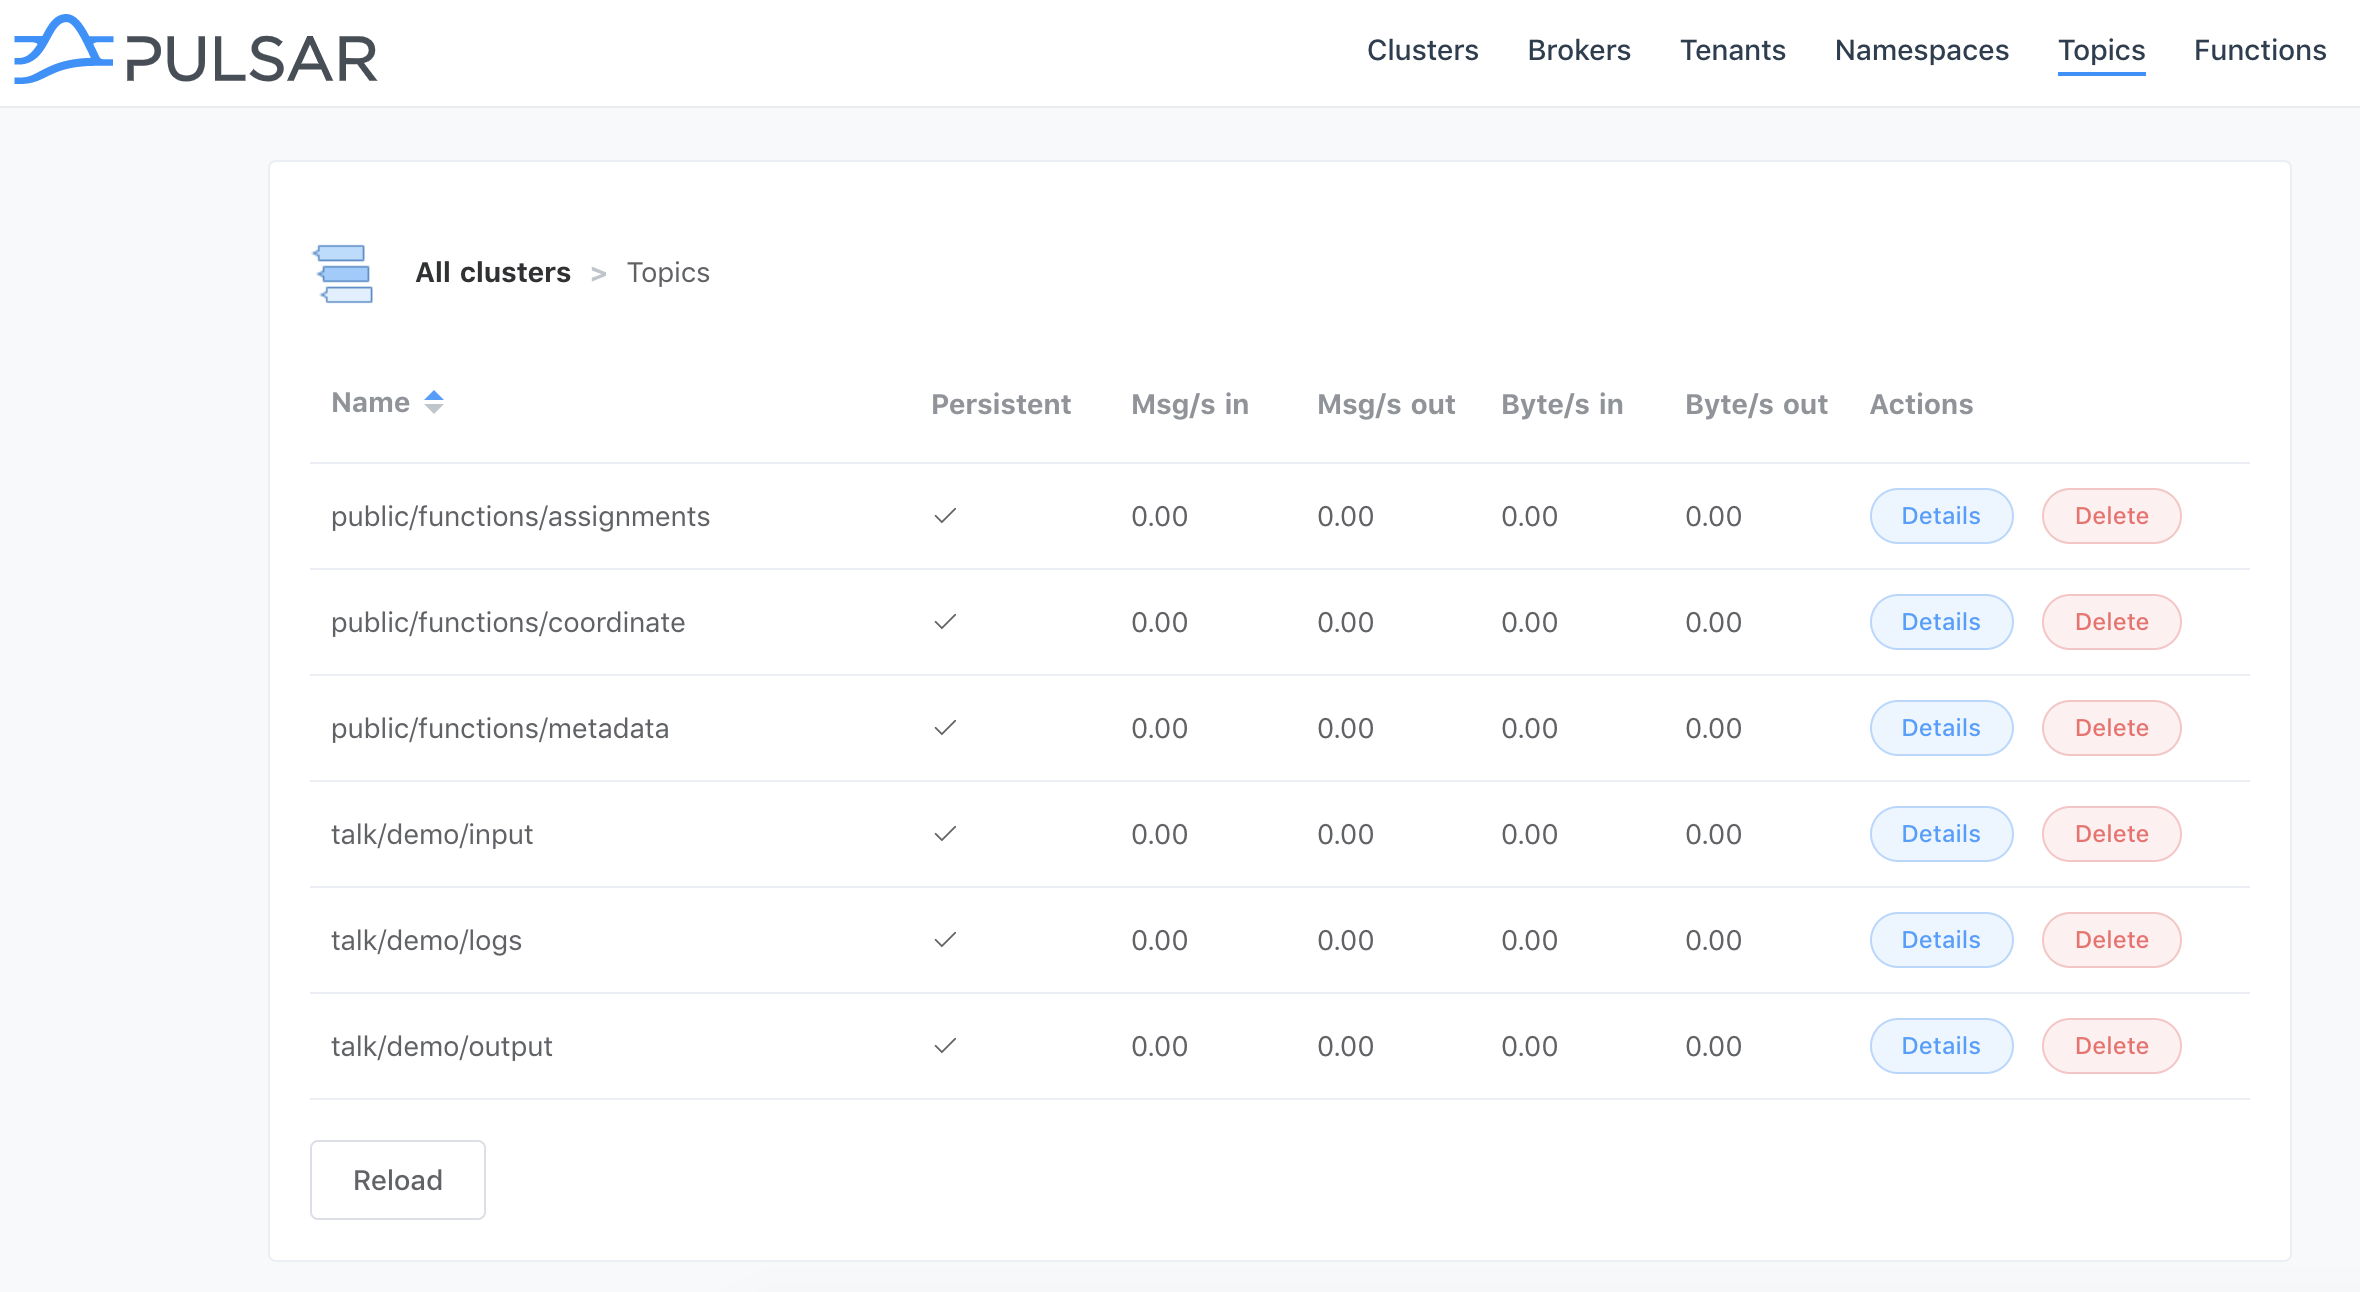 PULSAR
Clusters Brokers Tenants Namespaces Topics Functions
All clusters > Topics
Name Persistent Msg/s in Msg/s out Byte/s in Byte/s out Actions
public/functions/assignments 0.00 0.00 0.00 0.00 Details Delete
public/functions/coordinate 0.00 0.00 0.00 0.00 Details Delete
public/functions/metadata 0.00 0.00 0.00 0.00 Details Delete
talk/demo/input 0.00 0.00 0.00 0.00 Details Delete
talk/demo/logs 0.00 0.00 0.00 0.00 Details Delete
talk/demo/output 0.00 0.00 0.00 0.00 Details Delete
Reload